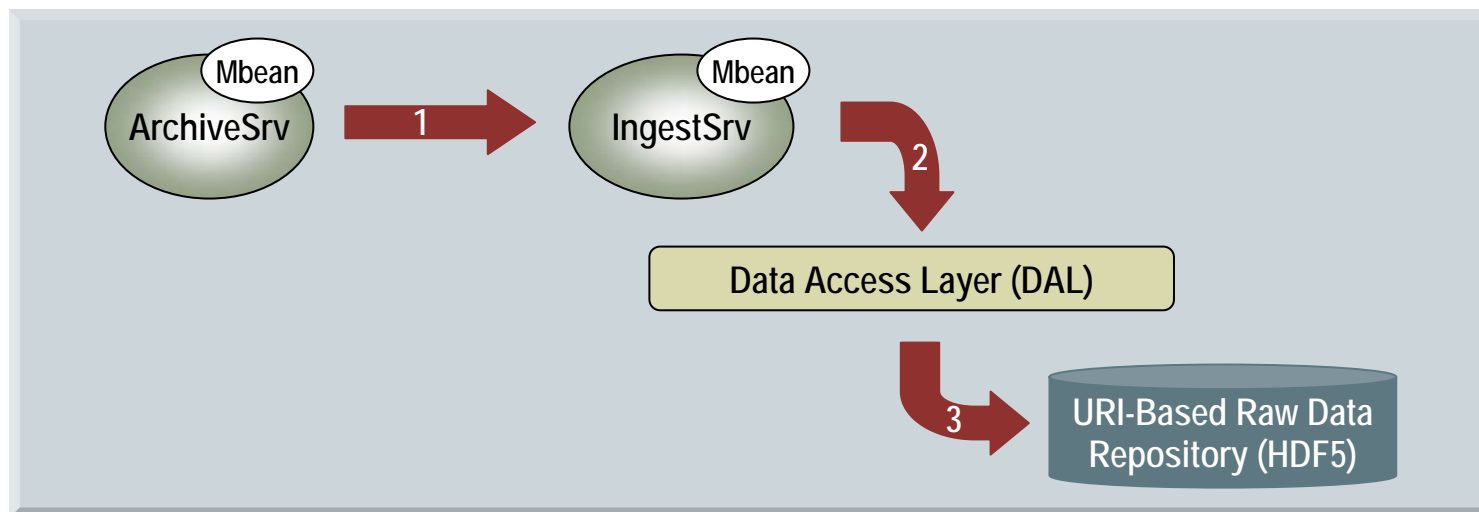 Mbean
ArchiveSrv
1
Mbean
IngestSrv
2
Data Access Layer (DAL)
3
URI-Based Raw Data
Repository (HDF5)